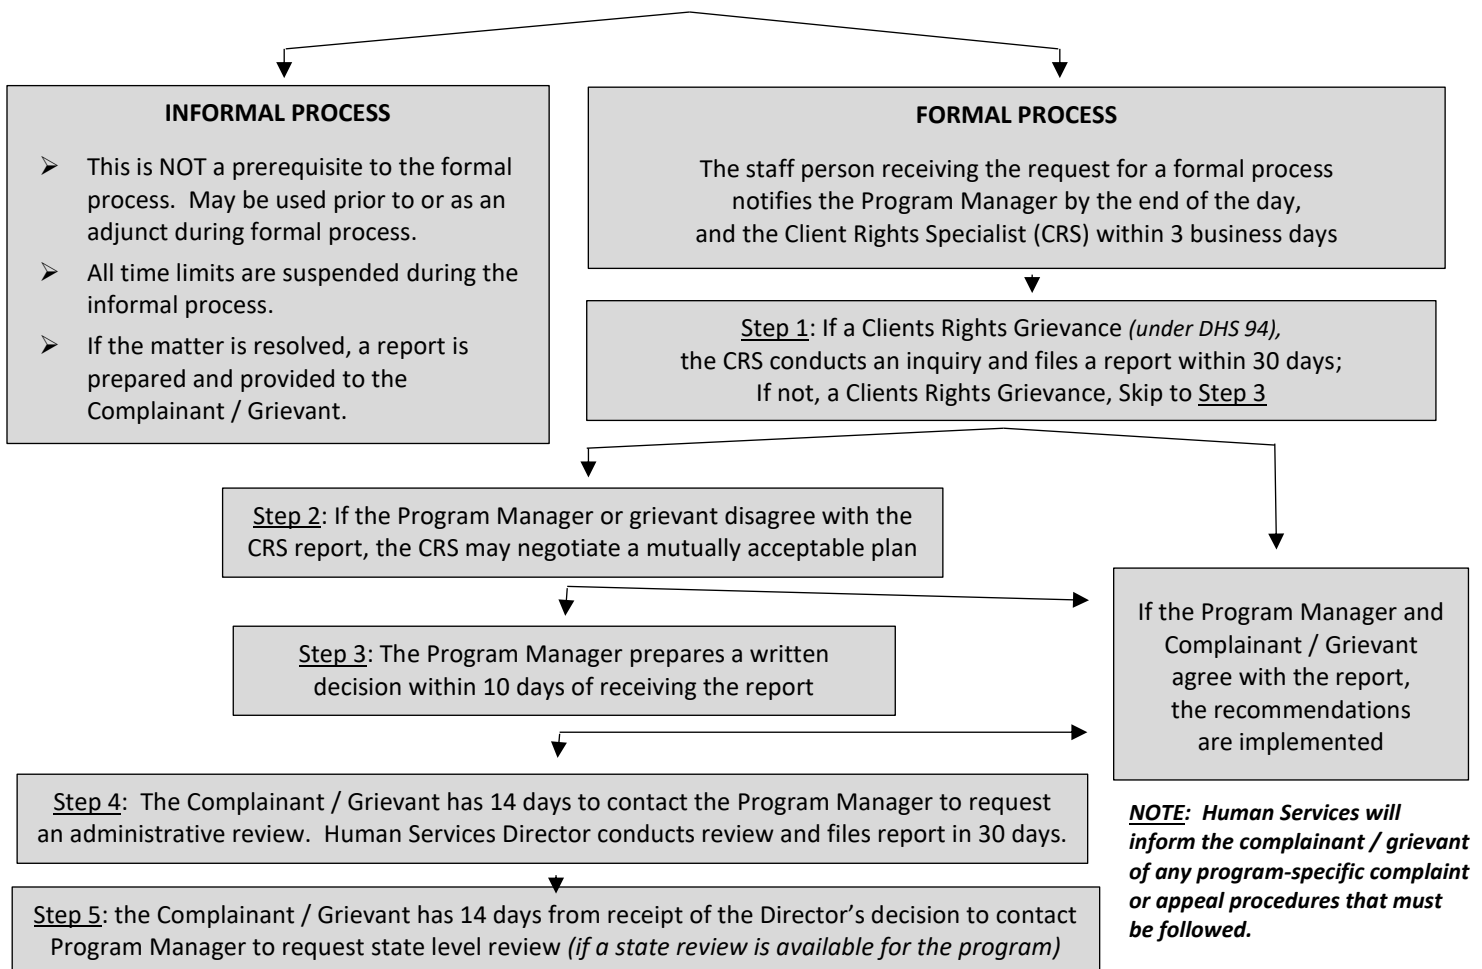 INFORMAL PROCESS
➢ This is NOT a prerequisite to the formal
process.  May be used prior to or as an
adjunct during formal process.
➢ All time limits are suspended during the
informal process.
➢ If the matter is resolved, a report is
prepared and provided to the
Complainant / Grievant.
FORMAL PROCESS
The staff person receiving the request for a formal process
notifies the Program Manager by the end of the day,
and the Client Rights Specialist (CRS) within 3 business days
Step 1: If a Clients Rights Grievance (under DHS 94),
the CRS conducts an inquiry and files a report within 30 days;
If not, a Clients Rights Grievance, Skip to Step 3
Step 2: If the Program Manager or grievant disagree with the
CRS report, the CRS may negotiate a mutually acceptable plan
Step 3: The Program Manager prepares a written
decision within 10 days of receiving the report
If the Program Manager and
Complainant / Grievant
agree with the report,
the recommendations
are implemented
Step 4:  The Complainant / Grievant has 14 days to contact the Program Manager to request
an administrative review.  Human Services Director conducts review and files report in 30 days.
Step 5: the Complainant / Grievant has 14 days from receipt of the Director’s decision to contact
Program Manager to request state level review (if a state review is available for the program)
NOTE:  Human Services will
inform the complainant / grievant
of any program-specific complaint
or appeal procedures that must
be followed.